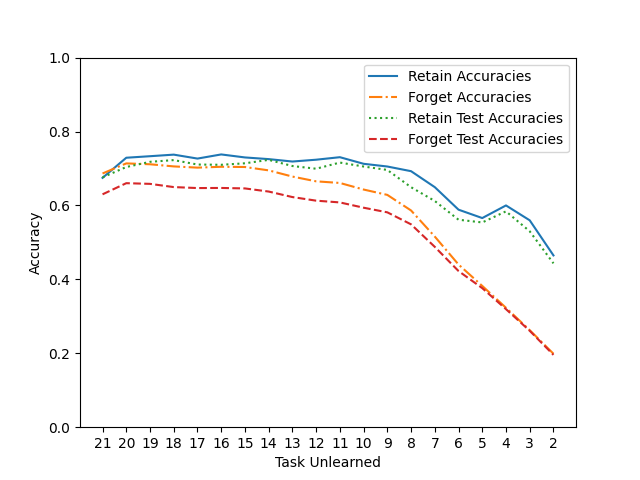 1.0
0.8
0.6
0.4
0.2
0.0
Accuracy
Retain Accuracies
Forget Accuracies
Retain Test Accuracies
Forget Test Accuracies
21 20 19 18 17 16 15 14 13 12 11 10 9 8 7 6 5 4 3 2
Task Unlearned